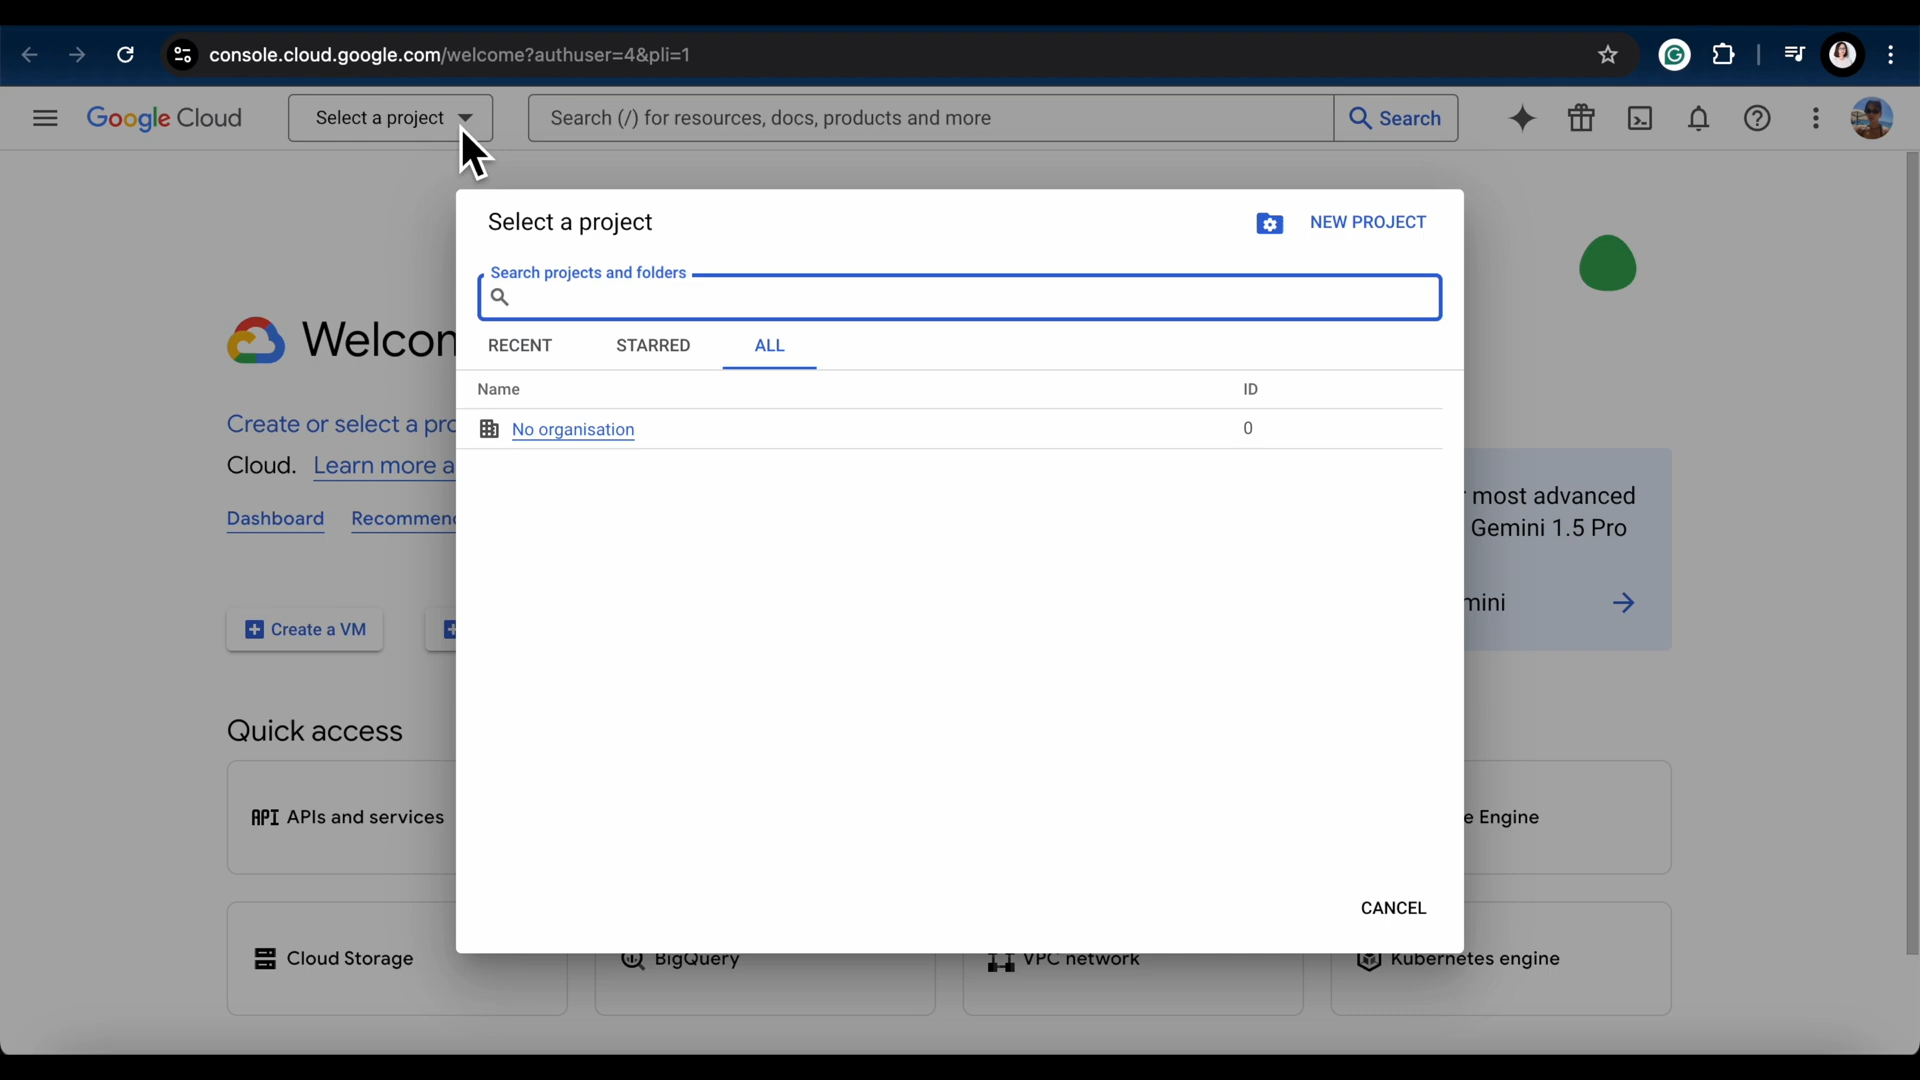 console.cloud.google.com/welcome?authuser=4&pli=1
Google Cloud
Select a project
Search (/) for resources, docs, products and more
Search
Select a project
NEW PROJECT
Search projects and folders
RECENT
STARRED
ALL
Name
ID
No organisation
0
CANCEL
Welcom
Create or select a pro
Cloud. Learn more a
Dashboard
Recommend
most advanced
Gemini 1.5 Pro
mini
Create a VM
Quick access
API APIs and services
e Engine
Cloud Storage
BigQuery
VPC network
Kubernetes engine